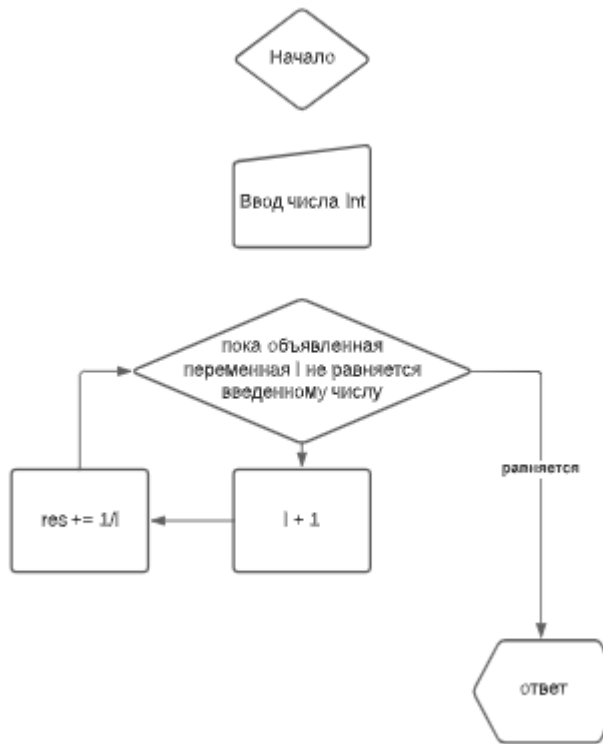 Начало
Ввод числа Int
пока объявленная
переменная I не равняется
введенному числу
равняется
res += 1/I
I + 1
ответ